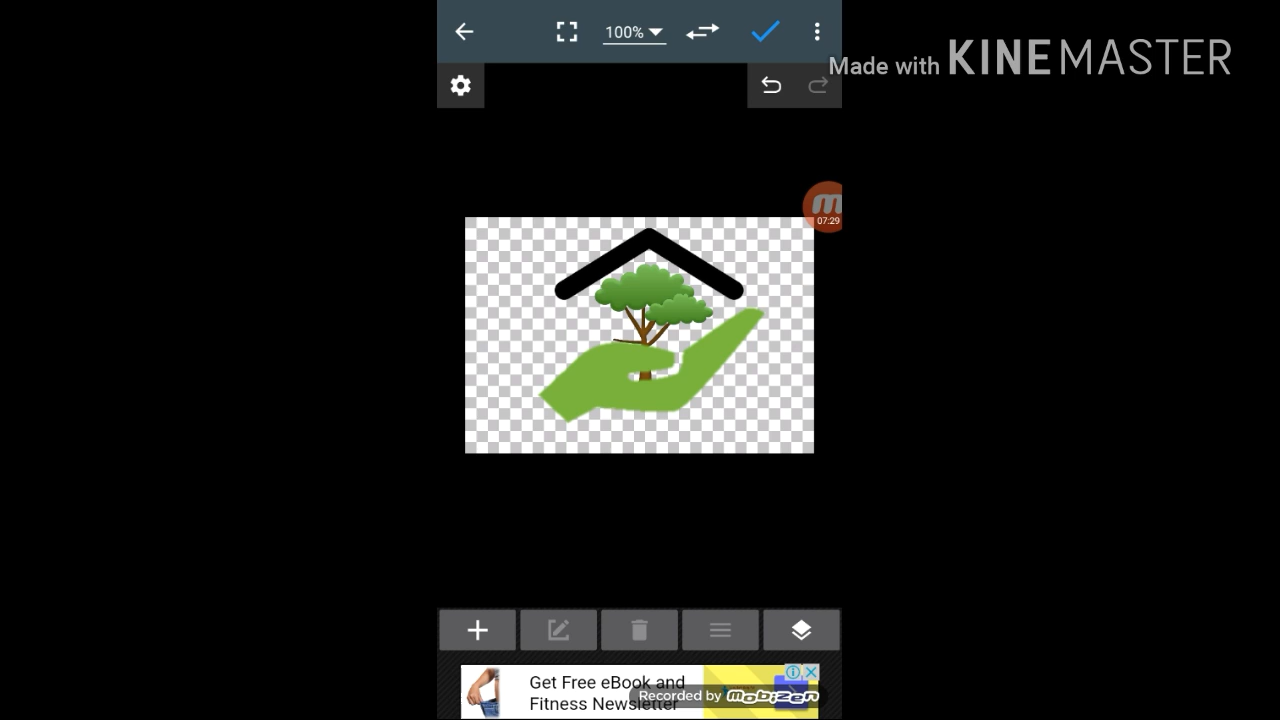 100%
Made with KINEMASTER
07:29
Get Free eBook and
Fitness Newsletter
Recorded by mobizen